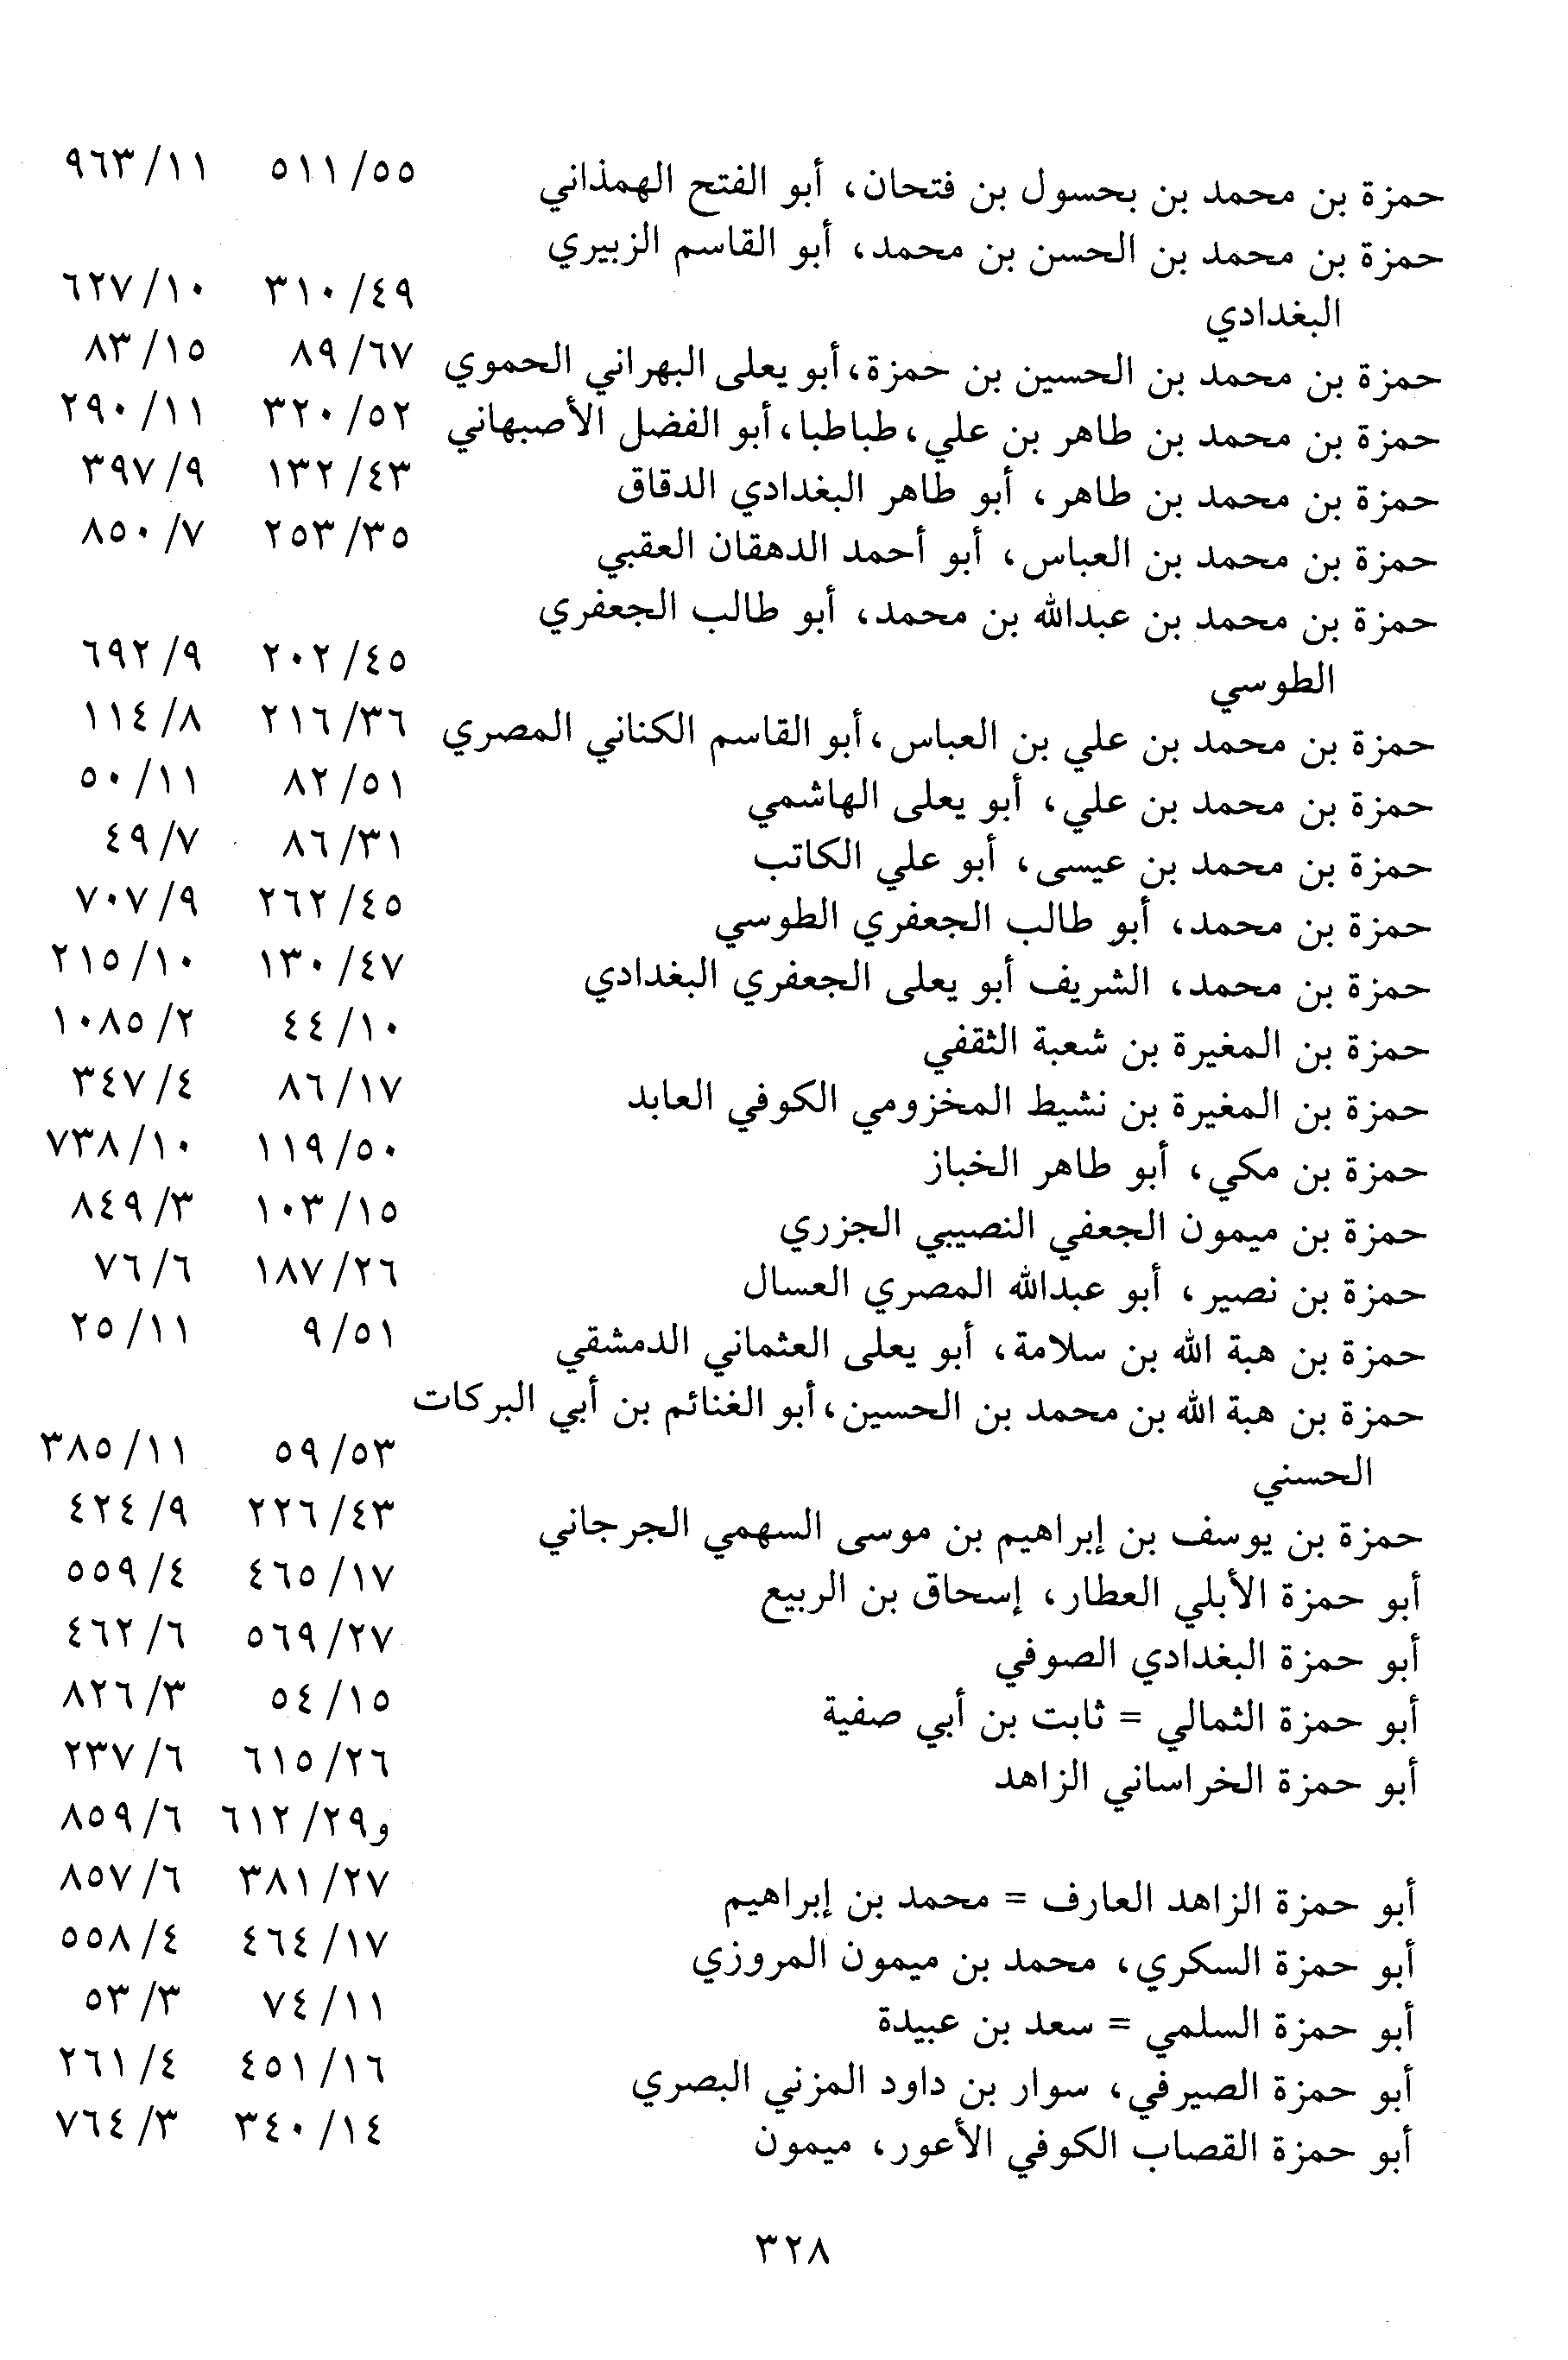 حمزة بن محمد بن بحسول بن فتحان، أبو الفتح الهمذاني ٥١١/٥٥ ٩٦٣/١١
حمزة بن محمد بن الحسن بن محمد، أبو القاسم الزبيري
البغدادي ٣١٠/٤٩ ٦٢٧/١٠
حمزة بن محمد بن الحسين بن حمزة، أبو يعلى البهراني الحموي ٨٩/٦٧ ٨٣/١٥
حمزة بن محمد بن طاهر بن علي، طباطبا، أبو الفضل الأصبهاني ٣٢٠/٥٢ ٢٩٠/١١
حمزة بن محمد بن طاهر، أبو طاهر البغدادي الدقاق ١٣٢/٤٣ ٣٩٧/٩
حمزة بن محمد بن العباس، أبو أحمد الدهقان العقبي ٢٥٣/٣٥ ٨٥٠/٧
حمزة بن محمد بن عبدالله بن محمد، أبو طالب الجعفري
الطوسي ٢٠٢/٤٥ ٦٩٢/٩
حمزة بن محمد بن علي بن العباس، أبو القاسم الكناني المصري ٢١٦/٣٦ ١١٤/٨
حمزة بن محمد بن علي، أبو يعلى الهاشمي ٨٢/٥١ ٥٠/١١
حمزة بن محمد بن عيسى، أبو علي الكاتب ٨٦/٣١ ٤٩/٧
حمزة بن محمد، أبو طالب الجعفري الطوسي ٢٦٢/٤٥ ٧٠٧/٩
حمزة بن محمد، الشريف أبو يعلى الجعفري البغدادي ١٣٠/٤٧ ٢١٥/١٠
حمزة بن المغيرة بن شعبة الثقفي ٤٤/١٠ ١٠٨٥/٢
حمزة بن المغيرة بن نشيط المخزومي الكوفي العابد ٨٦/١٧ ٣٤٧/٤
حمزة بن مكي، أبو طاهر الخباز ١١٩/٥٠ ٧٣٨/١٠
حمزة بن ميمون الجعفي النصيبي الجزري ١٠٣/١٥ ٨٤٩/٣
حمزة بن نصير، أبو عبدالله المصري العسال ١٨٧/٢٦ ٧٦/٦
حمزة بن هبة الله بن سلامة، أبو يعلى العثماني الدمشقي ٩/٥١ ٢٥/١١
حمزة بن هبة الله بن محمد بن الحسين، أبو الغنائم بن أبي البركات
الحسني ٥٩/٥٣ ٣٨٥/١١
حمزة بن يوسف بن إبراهيم بن موسى السهمي الجرجاني ٢٢٦/٤٣ ٤٢٤/٩
أبو حمزة الأبلي العطار، إسحاق بن الربيع ٤٦٥/١٧ ٥٥٩/٤
أبو حمزة البغدادي الصوفي ٥٦٩/٢٧ ٤٦٢/٦
أبو حمزة الثمالي = ثابت بن أبي صفية ٥٤/١٥ ٨٢٦/٣
أبو حمزة الخراساني الزاهد ٦١٥/٢٦ ٢٣٧/٦
و٦١٢/٢٩ ٨٥٩/٦
أبو حمزة الزاهد العارف = محمد بن إبراهيم ٣٨١/٢٧ ٨٥٧/٦
أبو حمزة السكري، محمد بن ميمون المروزي ٤٦٤/١٧ ٥٥٨/٤
أبو حمزة السلمي = سعد بن عبيدة ٧٤/١١ ٥٣/٣
أبو حمزة الصيرفي، سوار بن داود المزني البصري ٤٥١/١٦ ٢٦١/٤
أبو حمزة القصاب الكوفي الأعور، ميمون ٣٤٠/١٤ ٧٦٤/٣
٣٢٨